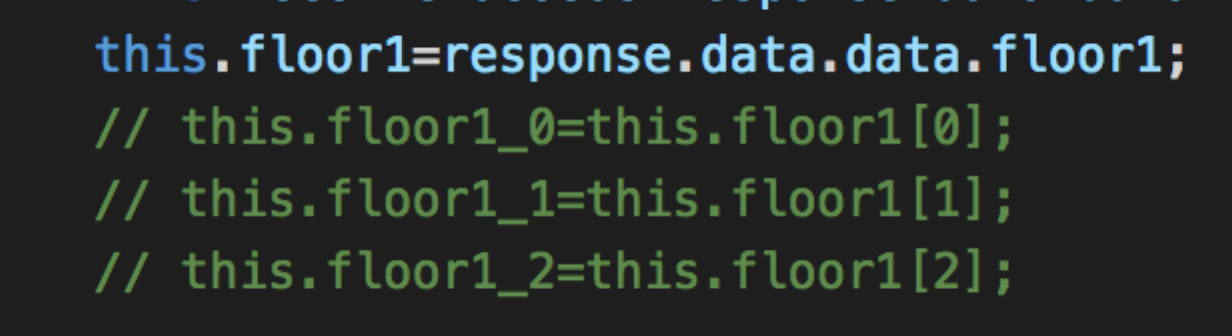 this.floor1=response.data.data.floor1;
// this.floor1_0=this.floor1[0];
// this.floor1_1=this.floor1[1];
// this.floor1_2=this.floor1[2];